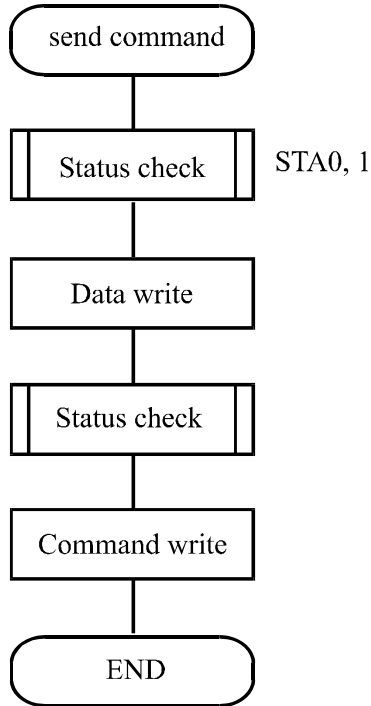 send command
Status check
STA0, 1
Data write
Status check
Command write
END